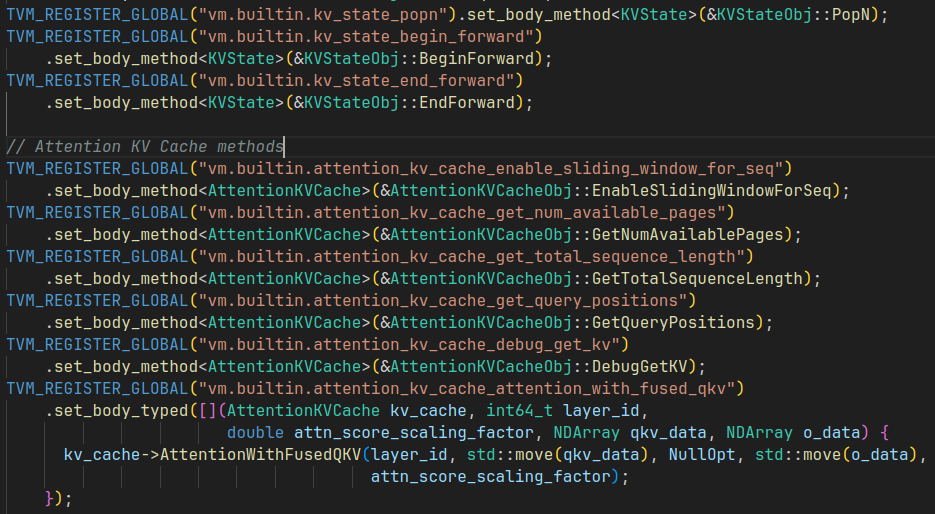 TVM_REGISTER_GLOBAL("vm.builtin.kv_state_popn").set_body_method<KVState>(&KVStateObj::PopN);
TVM_REGISTER_GLOBAL("vm.builtin.kv_state_begin_forward")
    .set_body_method<KVState>(&KVStateObj::BeginForward);
TVM_REGISTER_GLOBAL("vm.builtin.kv_state_end_forward")
    .set_body_method<KVState>(&KVStateObj::EndForward);
// Attention KV Cache methods
TVM_REGISTER_GLOBAL("vm.builtin.attention_kv_cache_enable_sliding_window_for_seq")
    .set_body_method<AttentionKVCache>(&AttentionKVCacheObj::EnableSlidingWindowForSeq);
TVM_REGISTER_GLOBAL("vm.builtin.attention_kv_cache_get_num_available_pages")
    .set_body_method<AttentionKVCache>(&AttentionKVCacheObj::GetNumAvailablePages);
TVM_REGISTER_GLOBAL("vm.builtin.attention_kv_cache_get_total_sequence_length")
    .set_body_method<AttentionKVCache>(&AttentionKVCacheObj::GetTotalSequenceLength);
TVM_REGISTER_GLOBAL("vm.builtin.attention_kv_cache_get_query_positions")
    .set_body_method<AttentionKVCache>(&AttentionKVCacheObj::GetQueryPositions);
TVM_REGISTER_GLOBAL("vm.builtin.attention_kv_cache_debug_get_kv")
    .set_body_method<AttentionKVCache>(&AttentionKVCacheObj::DebugGetKV);
TVM_REGISTER_GLOBAL("vm.builtin.attention_kv_cache_attention_with_fused_qkv")
    .set_body_typed([](AttentionKVCache kv_cache, int64_t layer_id,
                       double attn_score_scaling_factor, NDArray qkv_data, NDArray o_data) {
      kv_cache->AttentionWithFusedQKV(layer_id, std::move(qkv_data), NullOpt, std::move(o_data),
                                      attn_score_scaling_factor);
    });